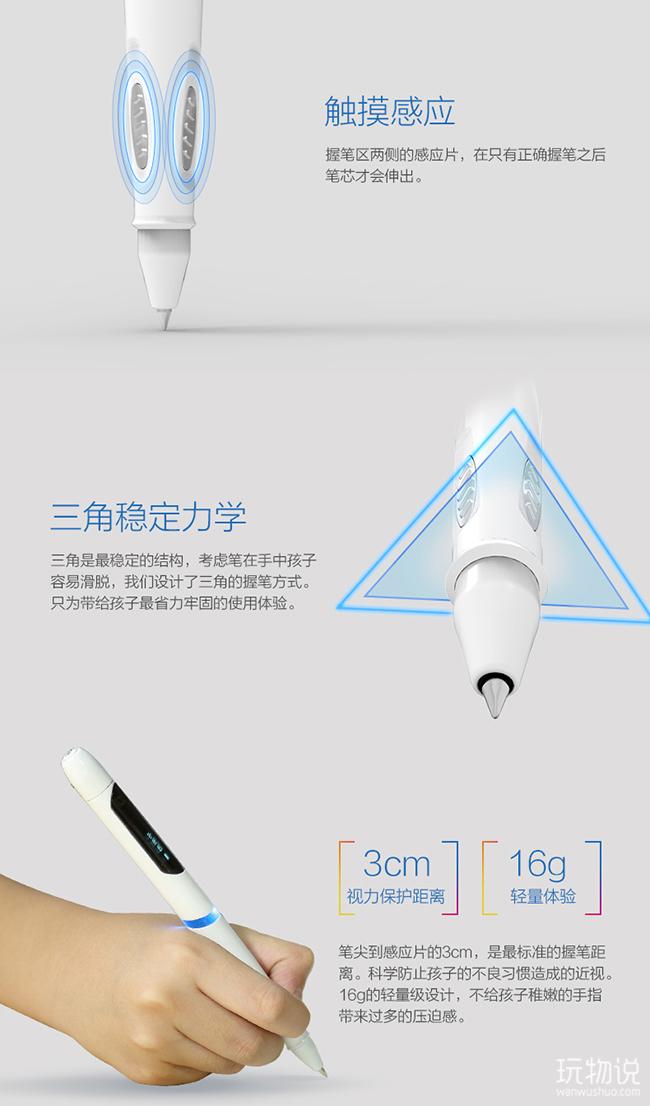 触摸感应
握笔区两侧的感应片，在只有正确握笔之后
笔芯才会伸出。
三角稳定力学
三角是最稳定的结构，考虑笔在手中孩子
容易滑脱，我们设计了三角的握笔方式。
只为带给孩子最省力牢固的使用体验。
3cm
视力保护距离
16g
轻量体验
笔尖到感应片的3cm，是最标准的握笔距
离。科学防止孩子的不良习惯造成的近视。
16g的轻量级设计，不给孩子稚嫩的手指
带来过多的压迫感。
玩物说
wanwushuo.com